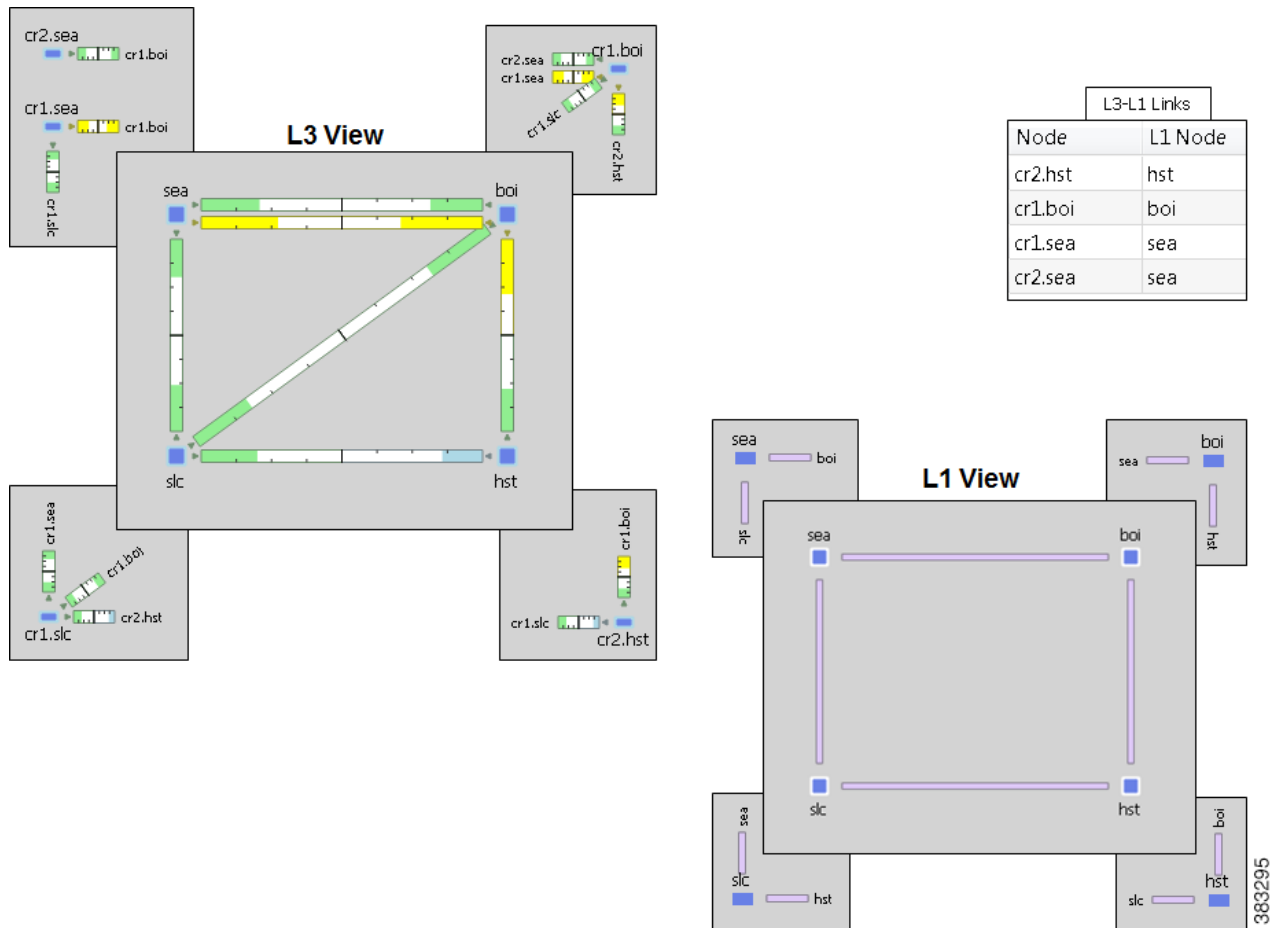 cr2.sea
cr1.boi
cr1.sea
cr1.boi
cr1.slc
L3 View
cr1.boi
cr2.sea
cr1.sea
cr1.slc
cr2.hst
sea
boi
slc
hst
cr1.sea
cr1.boi
cr2.hst
cr1.slc
cr1.boi
cr1.slc
cr2.hst
L3-L1 Links
Node L1 Node
cr2.hst hst
cr1.boi boi
cr1.sea sea
cr2.sea sea
L1 View
sea
boi
slc
boi
sea
hst
sea
boi
slc
hst
sea
slc
hst
boi
hst
slc
383295